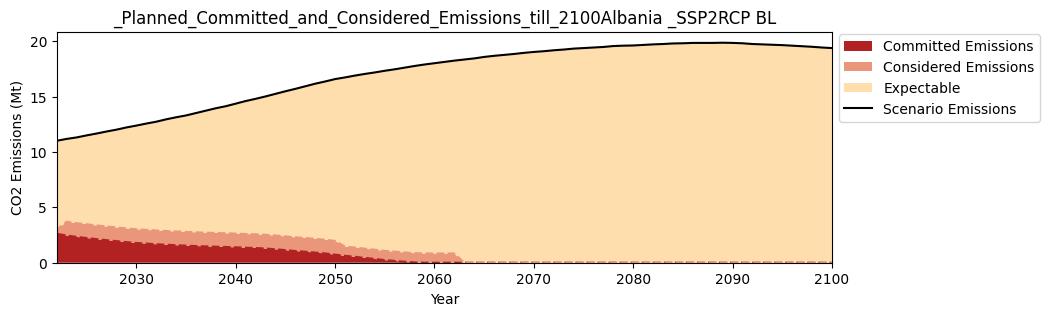 _Planned_Committed_and_Considered_Emissions_till_2100Albania _SSP2RCP BL
Committed Emissions
Considered Emissions
Expectable
Scenario Emissions
CO2 Emissions (Mt)
20
15
10
5
0
2030 2040 2050 2060 2070 2080 2090 2100
Year